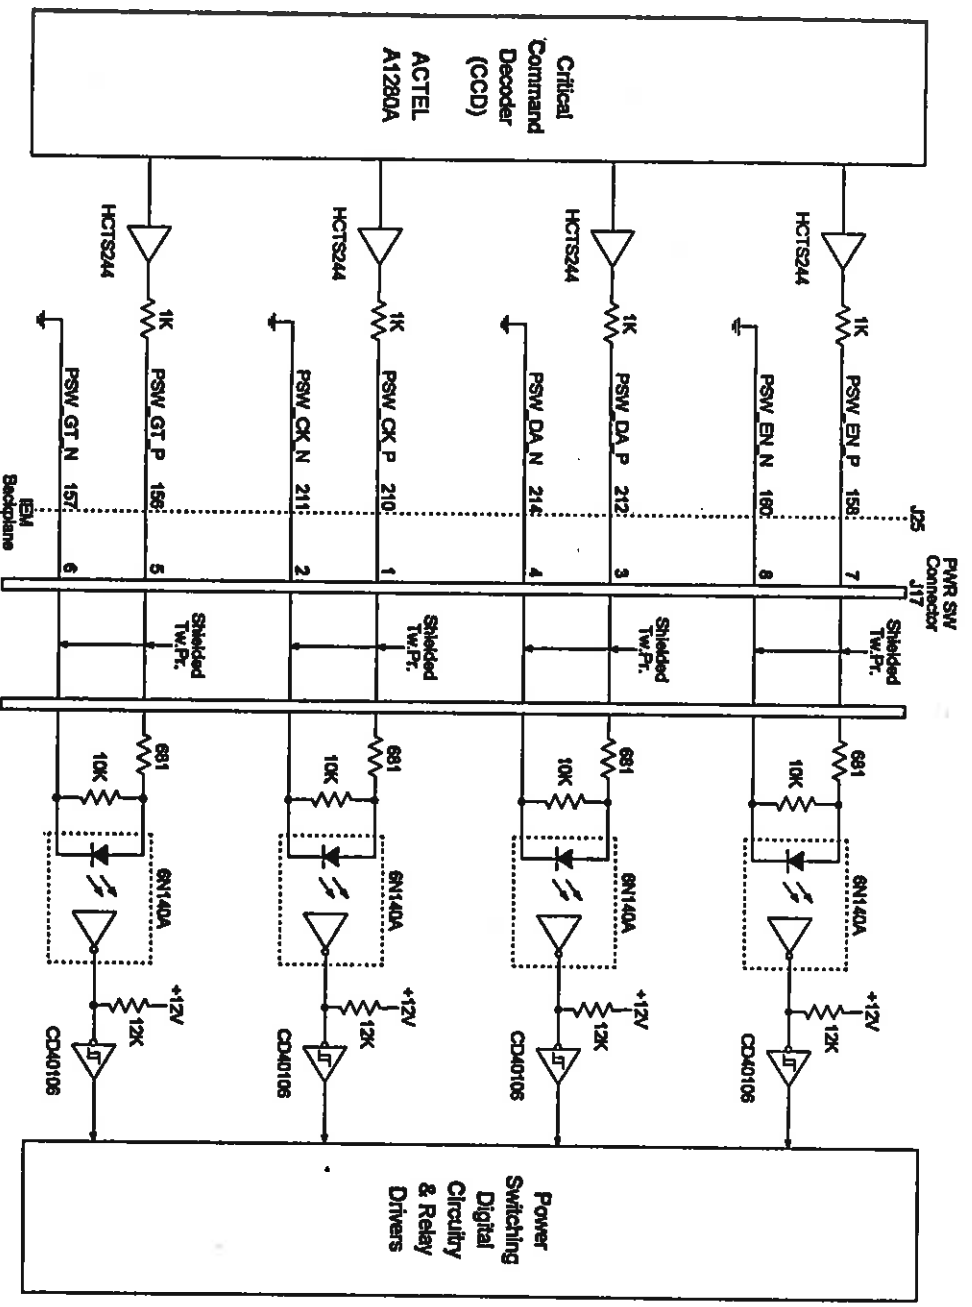 Critical
Command
Decoder
(CCD)
ACTEL
A1280A
HCTS244
1K
PSW_EN_P
158
7
PSW_EN_N
160
8
HCTS244
1K
PSW_DA_P
212
3
PSW_DA_N
214
4
HCTS244
1K
PSW_CK_P
210
1
PSW_CK_N
211
2
HCTS244
1K
PSW_GT_P
156
5
PSW_GT_N
157
6
J25
IEM
Backplane
PWR SW
Connector
J17
Shielded
Tw.Pr.
Shielded
Tw.Pr.
Shielded
Tw.Pr.
Shielded
Tw.Pr.
681
10K
6N140A
+12V
12K
CD40106
681
10K
6N140A
+12V
12K
CD40106
681
10K
6N140A
+12V
12K
CD40106
681
10K
6N140A
+12V
12K
CD40106
Power
Switching
Digital
Circuitry
& Relay
Drivers